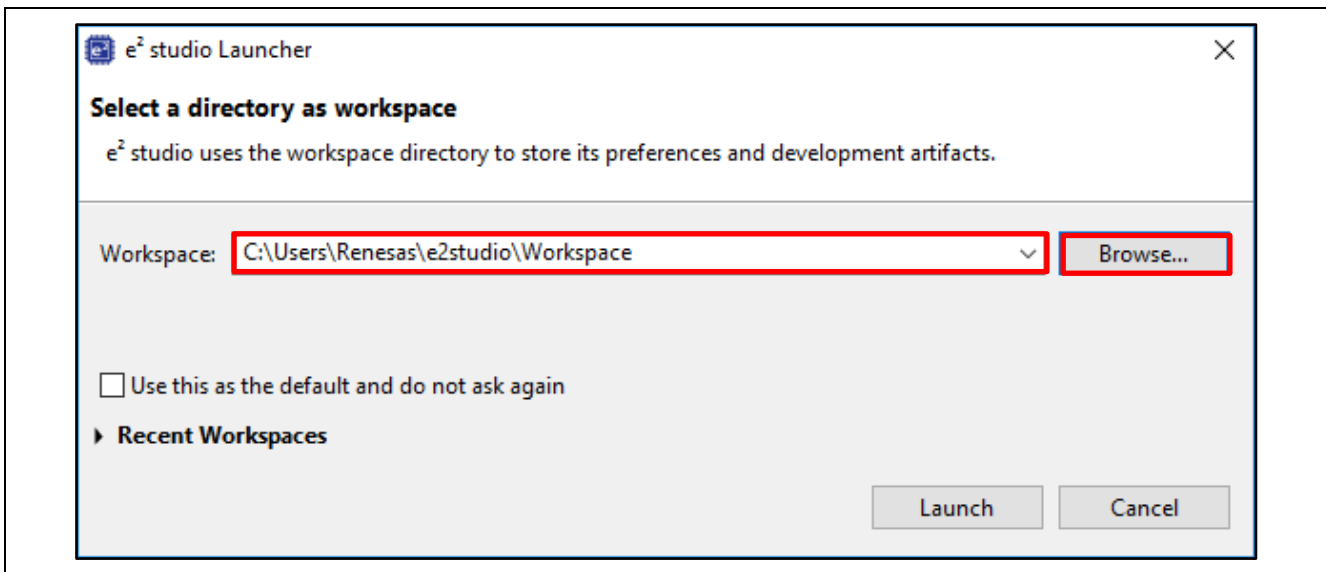 e² studio Launcher
Select a directory as workspace
e² studio uses the workspace directory to store its preferences and development artifacts.
Workspace: C:\Users\Renesas\e2studio\Workspace Browse...
Use this as the default and do not ask again
Recent Workspaces
Launch Cancel